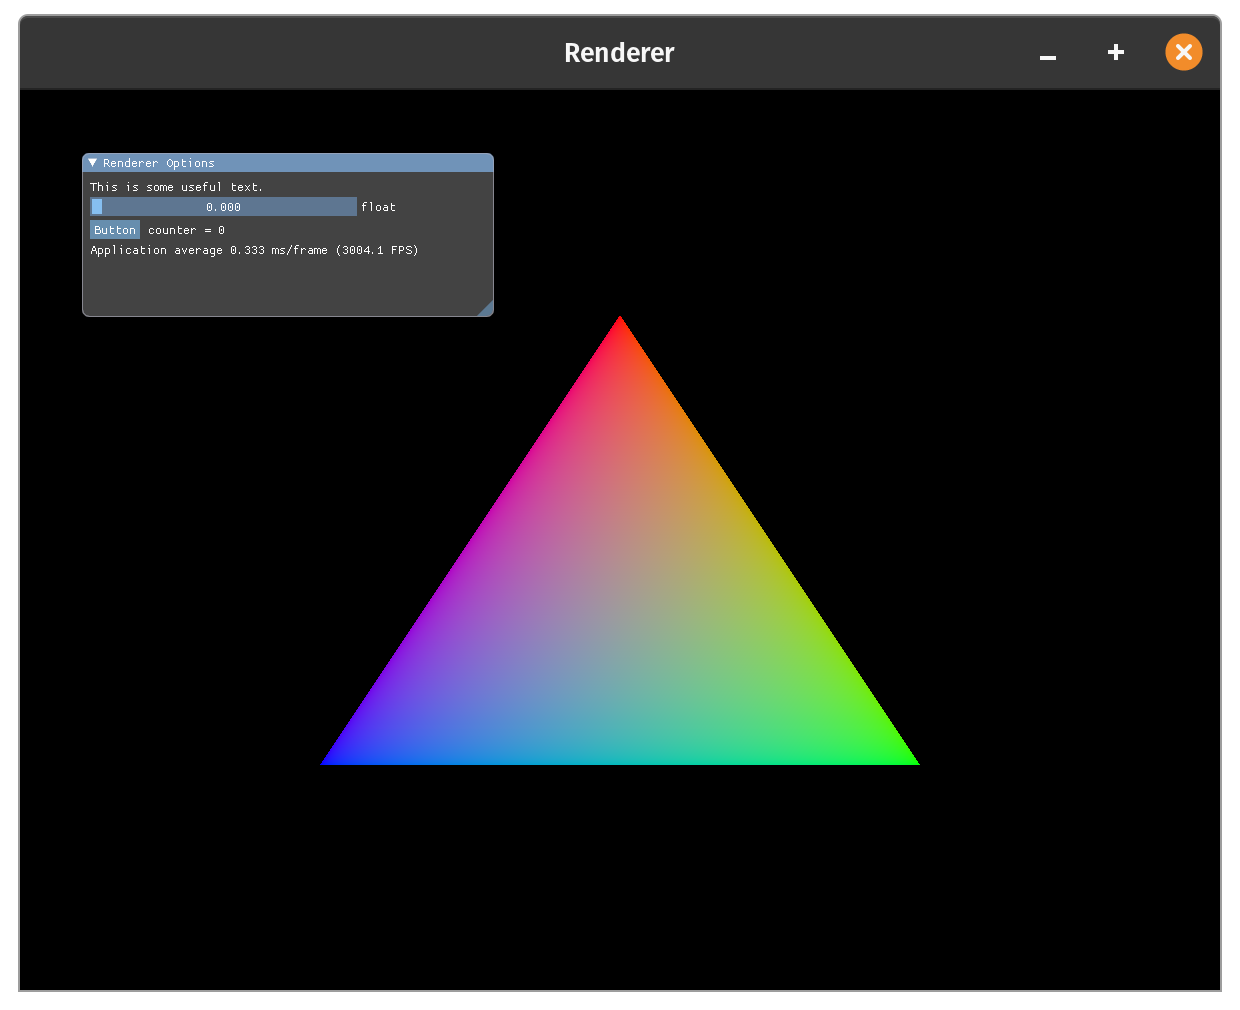 Renderer
Renderer Options
This is some useful text.
0.000 float
Button counter = 0
Application average 0.333 ms/frame (3004.1 FPS)